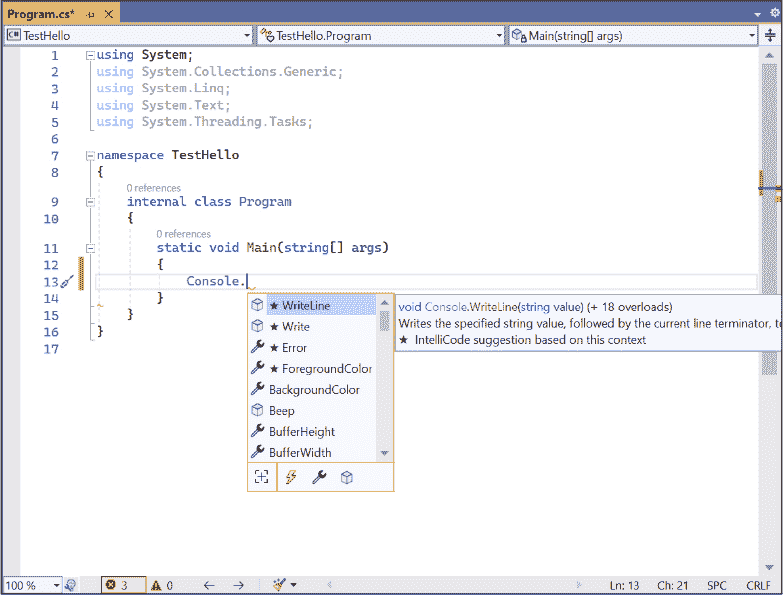 Program.cs*
TestHello TestHello.Program Main(string[] args)
1 using System;
2 using System.Collections.Generic;
3 using System.Linq;
4 using System.Text;
5 using System.Threading.Tasks;
6
7 namespace TestHello
8 {
0 references
9 internal class Program
10 {
0 references
11 static void Main(string[] args)
12 {
13 Console.
14 }
15 }
16 }
17
★ WriteLine
★ Write
★ Error
★ ForegroundColor
BackgroundColor
Beep
BufferHeight
BufferWidth
void Console.WriteLine(string value) (+ 18 overloads)
Writes the specified string value, followed by the current line terminator, t
★ IntelliCode suggestion based on this context
100 % 3 0 Ln: 13 Ch: 21 SPC CRLF